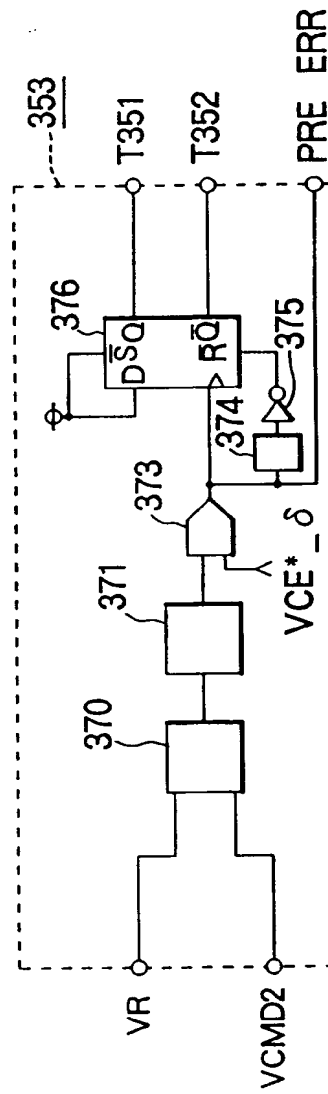 353
VR
VCMD2
370
371
373
VCE*_δ
376
D
S̅
Q
R̅
Q̅
374
375
T351
T352
PRE ERR